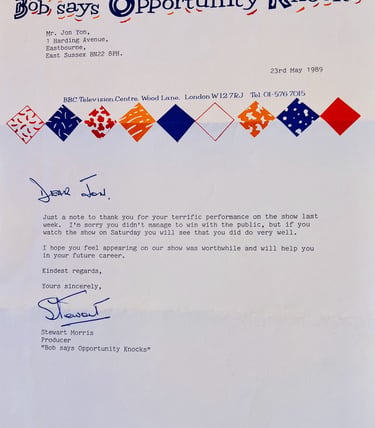 Bob says Opportunity Knocks
Mr. Jon Yon,
1 Harding Avenue,
Eastbourne,
East Sussex BN22 8PH.
23rd May 1989
BBC Television Centre Wood Lane London W12 7RJ Tel 01-576 7015
Dear Jon,
Just a note to thank you for your terrific performance on the show last
week. I'm sorry you didn't manage to win with the public, but if you
watch the show on Saturday you will see that you did do very well.
I hope you feel appearing on our show was worthwhile and will help you
in your future career.
Kindest regards,
Yours sincerely,
Stewart
Stewart Morris
Producer
"Bob says Opportunity Knocks"